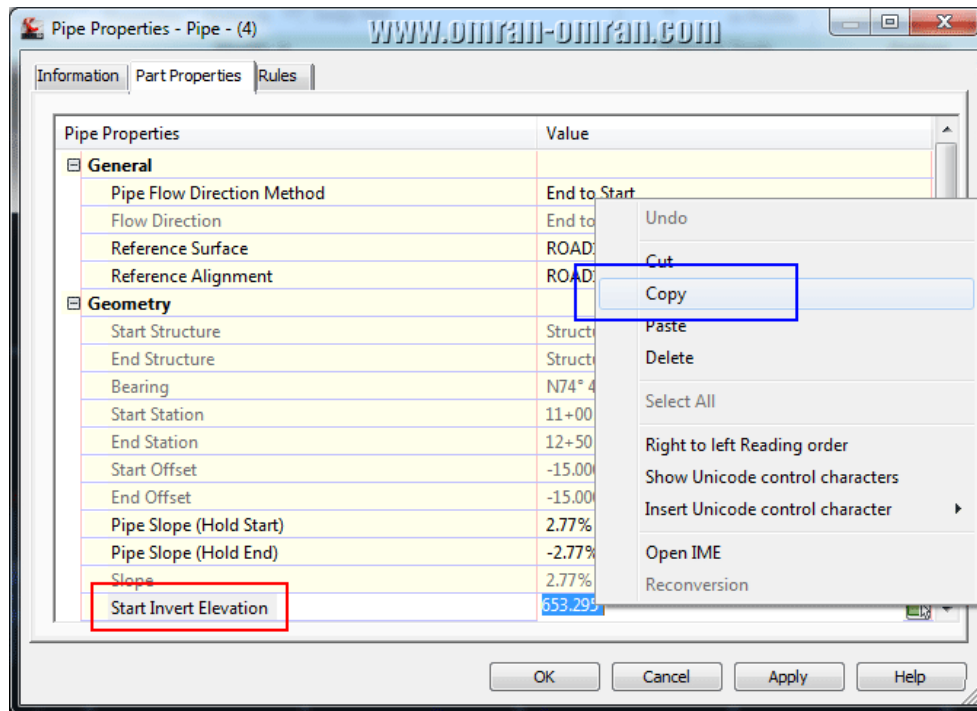 Pipe Properties - Pipe - (4)
www.omran-omran.com
Information Part Properties Rules
Pipe Properties Value
General
Pipe Flow Direction Method End to Start
Flow Direction End to
Reference Surface
Reference Alignment
Geometry
Start Structure
End Structure
Bearing N74° 4
Start Station 11+00
End Station 12+50
Start Offset -15.00
End Offset -15.00
Pipe Slope (Hold Start) 2.77%
Pipe Slope (Hold End) -2.77%
Slope 2.77%
Start Invert Elevation 653.295
Undo
Cut
Copy
Paste
Delete
Select All
Right to left Reading order
Show Unicode control characters
Insert Unicode control character
Open IME
Reconversion
OK Cancel Apply Help